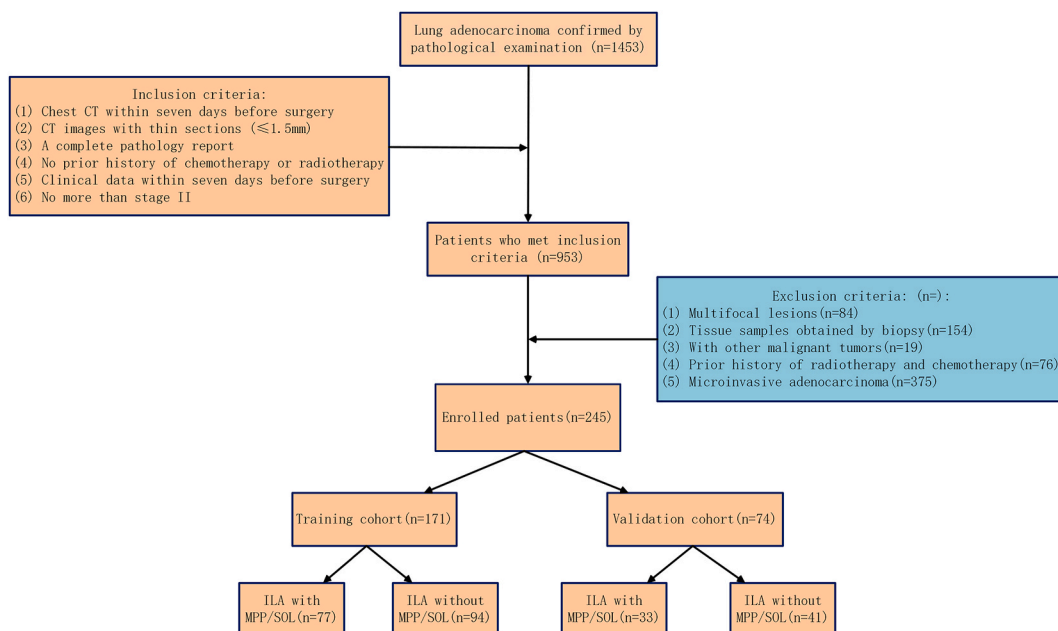 Lung adenocarcinoma confirmed by
pathological examination (n=1453)
Inclusion criteria:
(1) Chest CT within seven days before surgery
(2) CT images with thin sections (≤1.5mm)
(3) A complete pathology report
(4) No prior history of chemotherapy or radiotherapy
(5) Clinical data within seven days before surgery
(6) No more than stage II
Patients who met inclusion
criteria (n=953)
Exclusion criteria: (n=):
(1) Multifocal lesions(n=84)
(2) Tissue samples obtained by biopsy(n=154)
(3) With other malignant tumors(n=19)
(4) Prior history of radiotherapy and chemotherapy(n=76)
(5) Microinvasive adenocarcinoma(n=375)
Enrolled patients(n=245)
Training cohort(n=171)
Validation cohort(n=74)
ILA with
MPP/SOL(n=77)
ILA without
MPP/SOL(n=94)
ILA with
MPP/SOL(n=33)
ILA without
MPP/SOL(n=41)